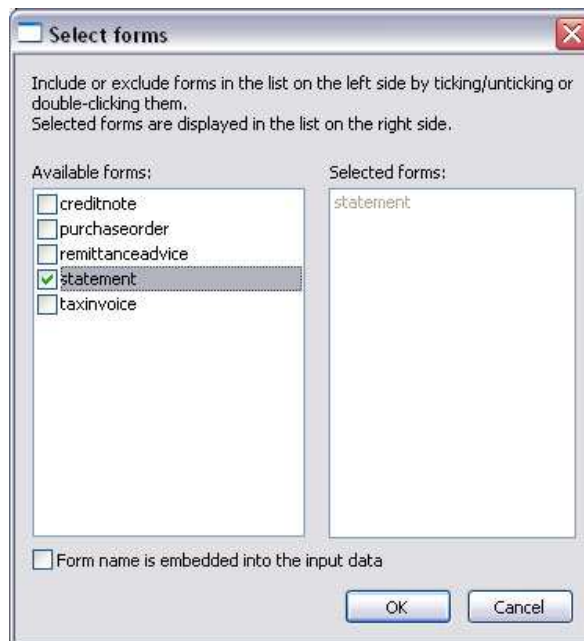 Select forms
Include or exclude forms in the list on the left side by ticking/unticking or
double-clicking them.
Selected forms are displayed in the list on the right side.
Available forms:
Selected forms:
creditnote
purchaseorder
remittanceadvice
statement
taxinvoice
statement
Form name is embedded into the input data
OK
Cancel